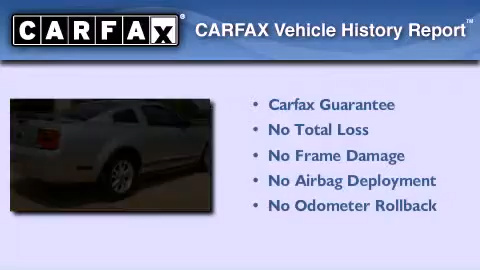 CARFAX® CARFAX Vehicle History Report™
• Carfax Guarantee
• No Total Loss
• No Frame Damage
• No Airbag Deployment
• No Odometer Rollback